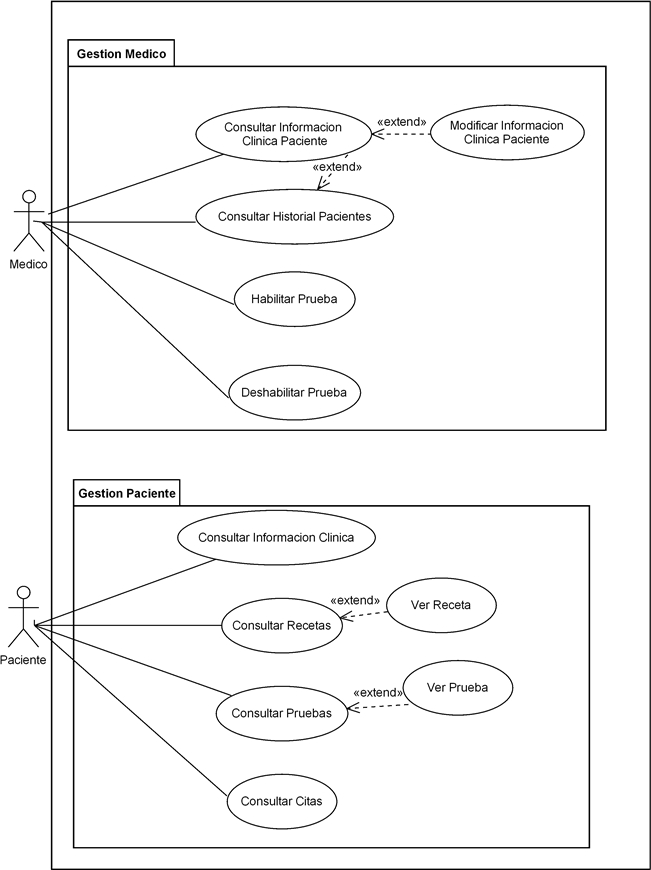 Gestion Medico
Consultar Informacion
Clinica Paciente
«extend»
Modificar Informacion
Clinica Paciente
«extend»
Consultar Historial Pacientes
Medico
Habilitar Prueba
Deshabilitar Prueba
Gestion Paciente
Consultar Informacion Clinica
«extend»
Ver Receta
Consultar Recetas
Paciente
«extend»
Ver Prueba
Consultar Pruebas
Consultar Citas